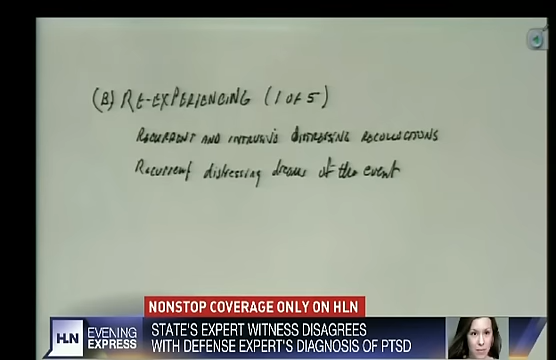 (B) RE-EXPERIENCING (1 OF 5)
RECURRENT AND INTRUSIVE DISTRESSING RECOLLECTIONS
Recurrent distressing dreams of the event
NONSTOP COVERAGE ONLY ON HLN
HLN
EVENING
EXPRESS
STATE'S EXPERT WITNESS DISAGREES
WITH DEFENSE EXPERT'S DIAGNOSIS OF PTSD